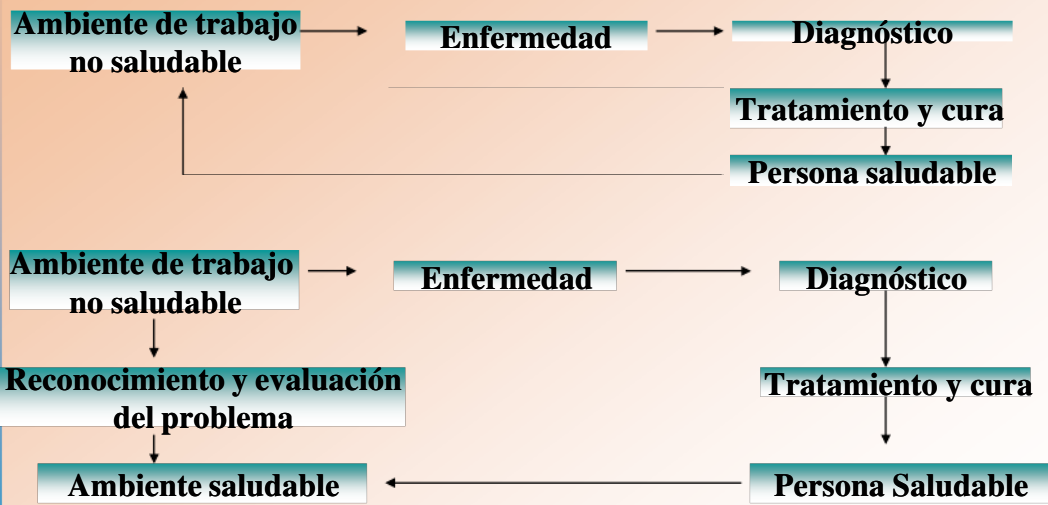 Ambiente de trabajo
no saludable
Enfermedad
Diagnóstico
Tratamiento y cura
Persona saludable
Ambiente de trabajo
no saludable
Enfermedad
Diagnóstico
Reconocimiento y evaluación
del problema
Tratamiento y cura
Ambiente saludable
Persona Saludable